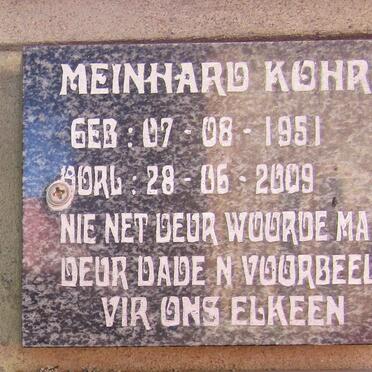 MEINHARD KOHR
GEB : 07 - 08 - 1951
OORL : 28 - 06 - 2009
NIE NET DEUR WOORDE MA
DEUR DADE N VOORBEEL
VIR ONS ELKEEN